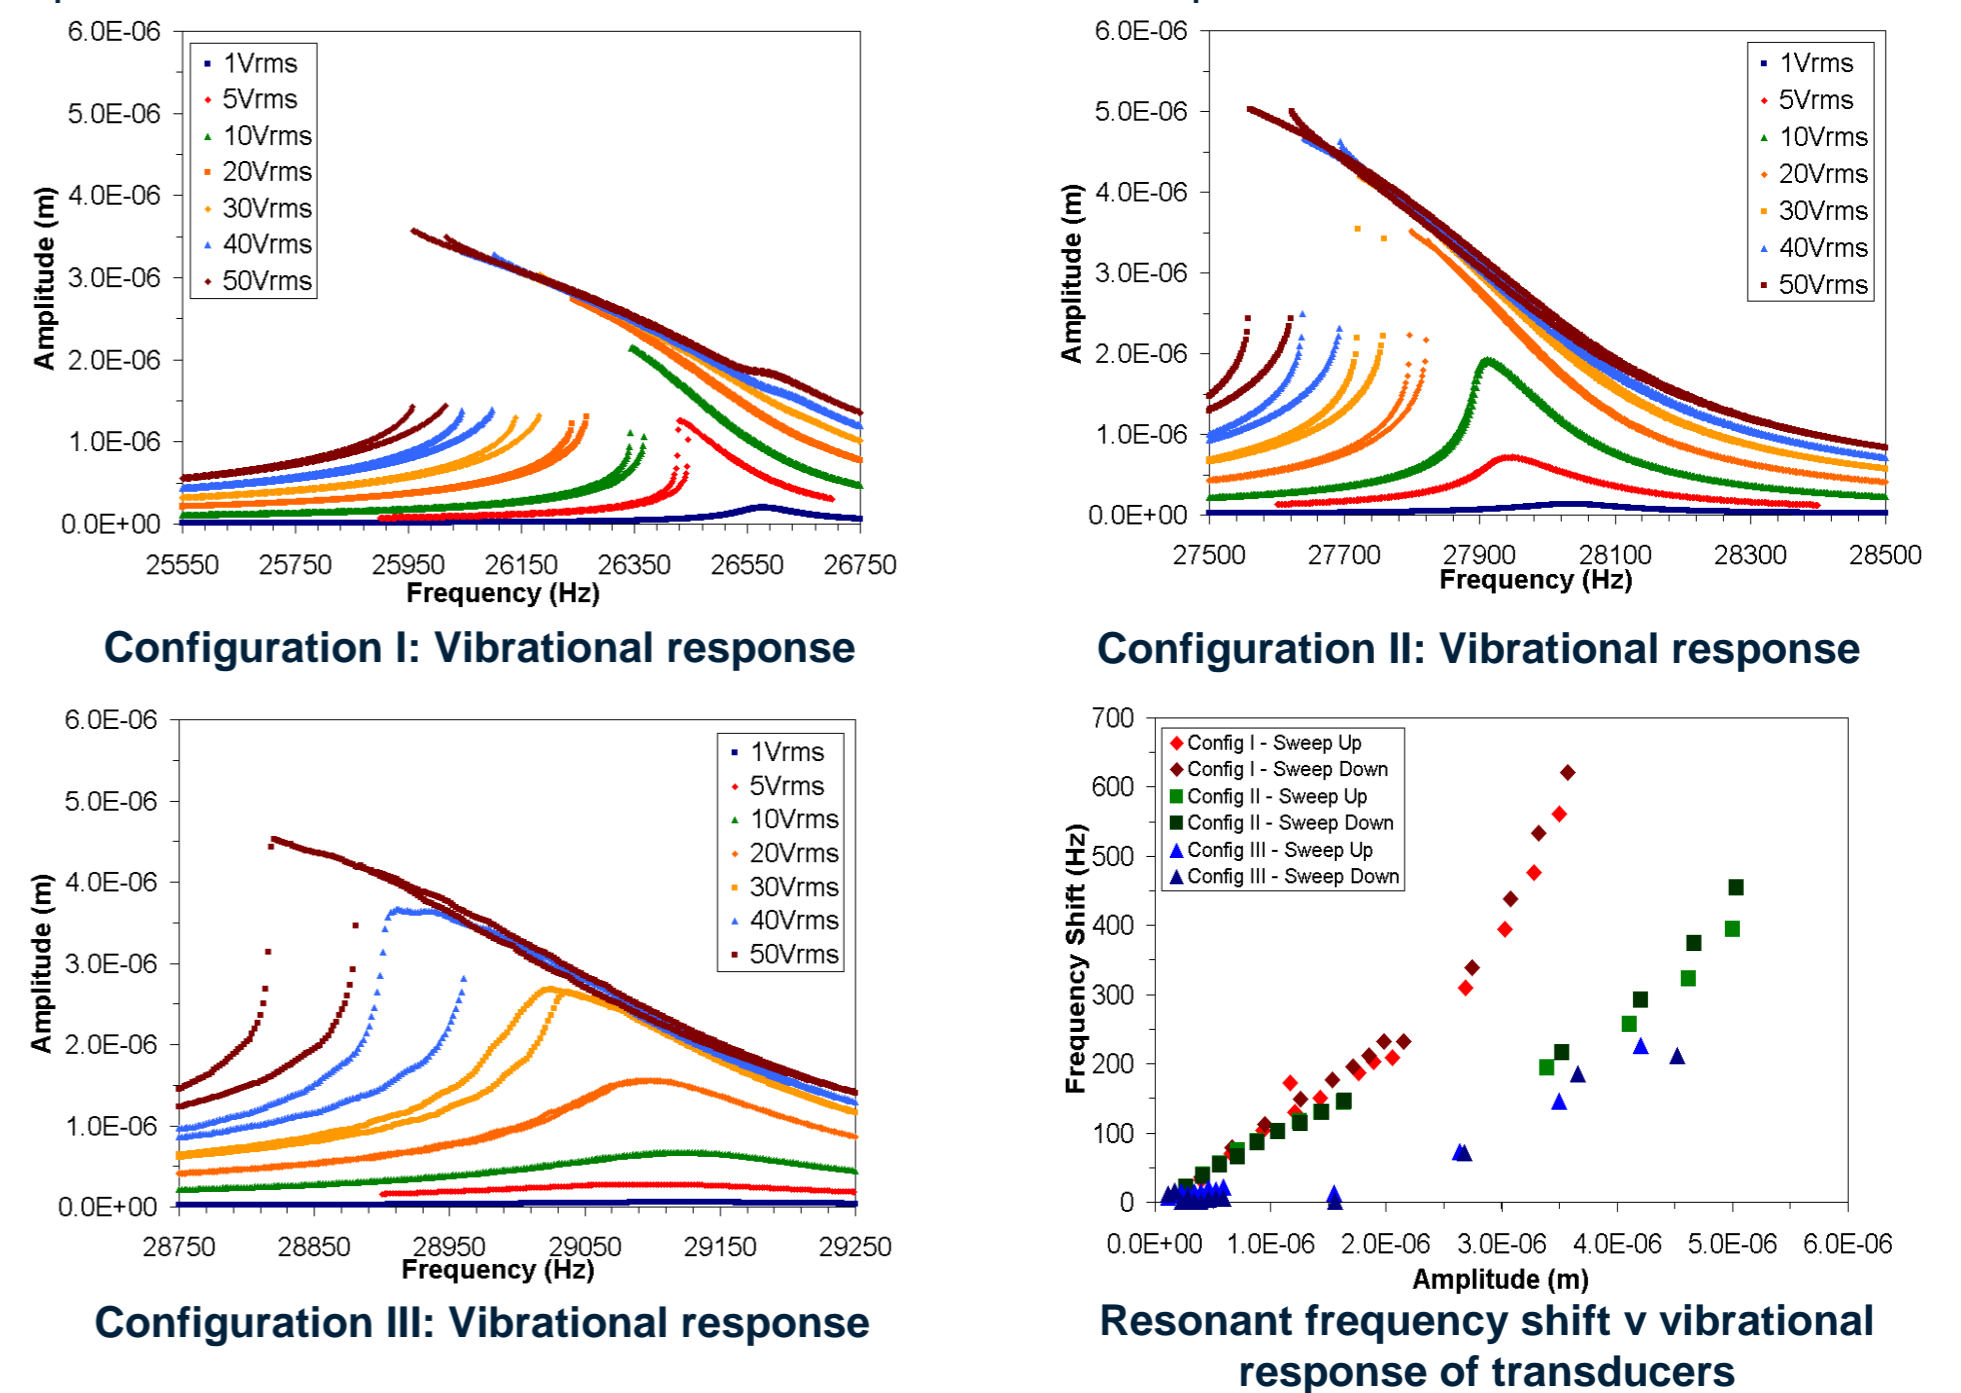 6.0E-06
5.0E-06
4.0E-06
3.0E-06
2.0E-06
1.0E-06
0.0E+00
Amplitude (m)
1Vrms
5Vrms
10Vrms
20Vrms
30Vrms
40Vrms
50Vrms
25550 25750 25950 26150 26350 26550 26750
Frequency (Hz)
Configuration I: Vibrational response
6.0E-06
5.0E-06
4.0E-06
3.0E-06
2.0E-06
1.0E-06
0.0E+00
Amplitude (m)
1Vrms
5Vrms
10Vrms
20Vrms
30Vrms
40Vrms
50Vrms
27500 27700 27900 28100 28300 28500
Frequency (Hz)
Configuration II: Vibrational response
6.0E-06
5.0E-06
4.0E-06
3.0E-06
2.0E-06
1.0E-06
0.0E+00
Amplitude (m)
1Vrms
5Vrms
10Vrms
20Vrms
30Vrms
40Vrms
50Vrms
28750 28850 28950 29050 29150 29250
Frequency (Hz)
Configuration III: Vibrational response
700
600
500
400
300
200
100
0
Frequency Shift (Hz)
Config I - Sweep Up
Config I - Sweep Down
Config II - Sweep Up
Config II - Sweep Down
Config III - Sweep Up
Config III - Sweep Down
0.0E+00 1.0E-06 2.0E-06 3.0E-06 4.0E-06 5.0E-06 6.0E-06
Amplitude (m)
Resonant frequency shift v vibrational
response of transducers